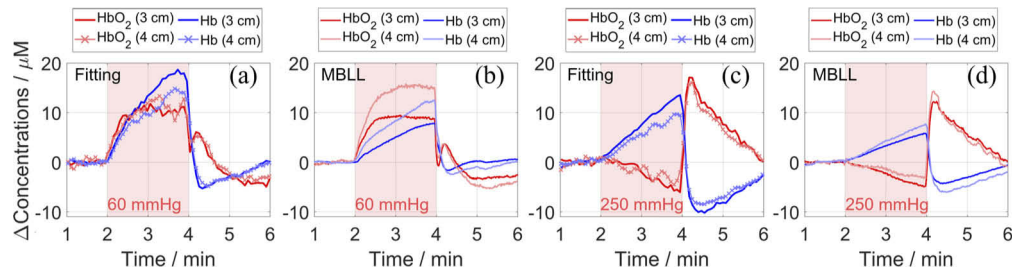 HbO2 (3 cm) Hb (3 cm)
HbO2 (4 cm) Hb (4 cm)
HbO2 (3 cm) Hb (3 cm)
HbO2 (4 cm) Hb (4 cm)
HbO2 (3 cm) Hb (3 cm)
HbO2 (4 cm) Hb (4 cm)
HbO2 (3 cm) Hb (3 cm)
HbO2 (4 cm) Hb (4 cm)
ΔConcentrations / μM
20
10
0
-10
Fitting (a)
60 mmHg
1 2 3 4 5 6
Time / min
20
10
0
-10
MBLL (b)
60 mmHg
1 2 3 4 5 6
Time / min
20
10
0
-10
Fitting (c)
250 mmHg
1 2 3 4 5 6
Time / min
20
10
0
-10
MBLL (d)
250 mmHg
1 2 3 4 5 6
Time / min